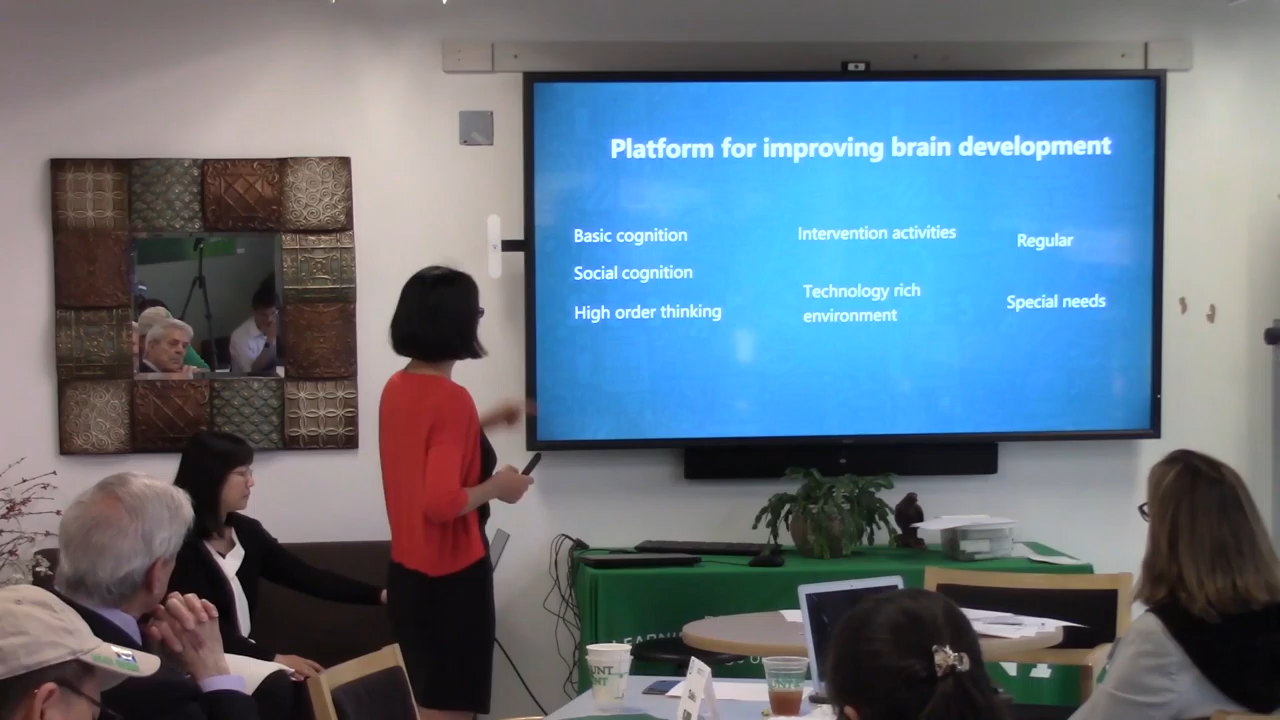 Platform for improving brain development
Basic cognition
Social cognition
High order thinking
Intervention activities
Technology rich
environment
Regular
Special needs
LEARNI